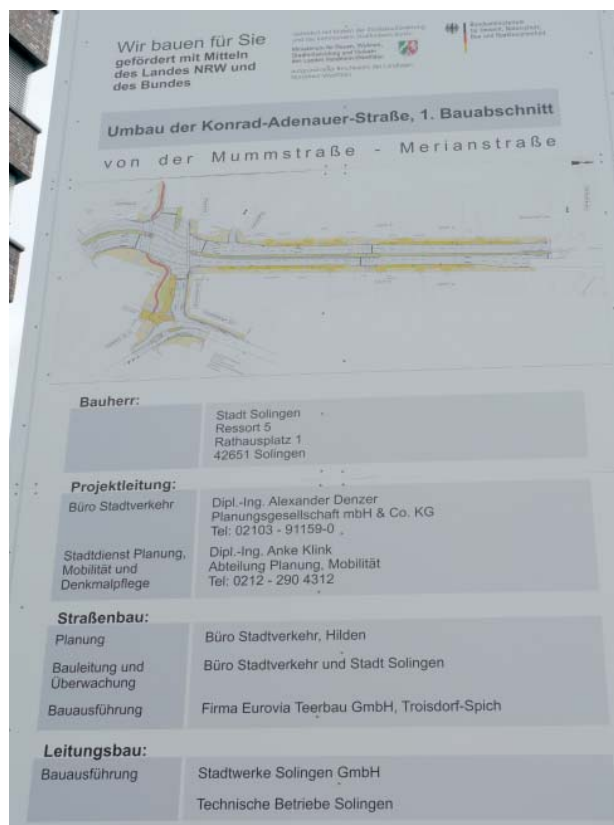 Wir bauen für Sie
gefördert mit Mitteln
des Landes NRW und
des Bundes
Umbau der Konrad-Adenauer-Straße, 1. Bauabschnitt
von der Mummstraße - Merianstraße
Bauherr:
Stadt Solingen
Ressort 5
Rathausplatz 1
42651 Solingen
Projektleitung:
Büro Stadtverkehr
Dipl.-Ing. Alexander Denzer
Planungsgesellschaft mbH & Co. KG
Tel: 02103 - 91159-0
Stadtdienst Planung,
Mobilität und
Denkmalpflege
Dipl.-Ing. Anke Klink
Abteilung Planung, Mobilität
Tel: 0212 - 290 4312
Straßenbau:
Planung
Büro Stadtverkehr, Hilden
Bauleitung und
Überwachung
Büro Stadtverkehr und Stadt Solingen
Bauausführung
Firma Eurovia Teerbau GmbH, Troisdorf-Spich
Leitungsbau:
Bauausführung
Stadtwerke Solingen GmbH
Technische Betriebe Solingen